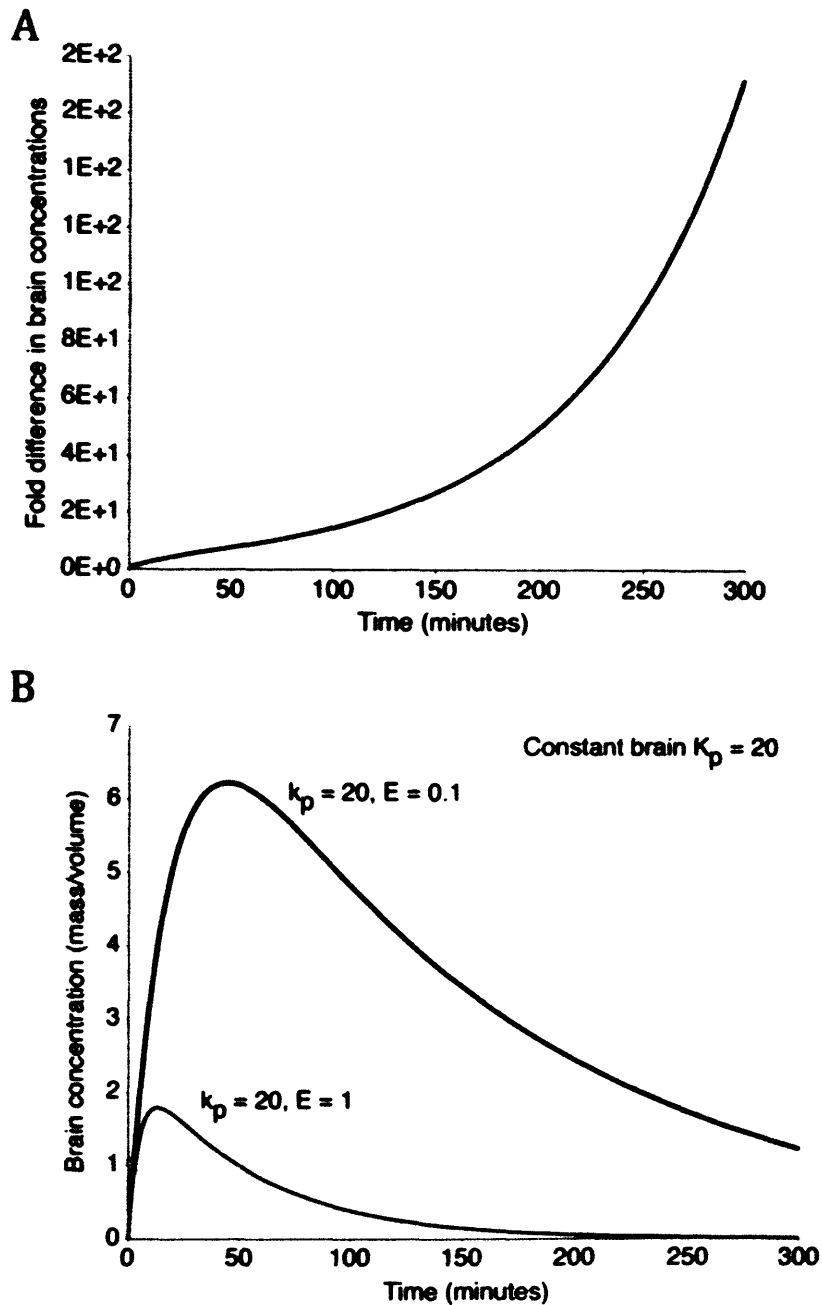 A
2E+2
2E+2
1E+2
1E+2
1E+2
8E+1
6E+1
4E+1
2E+1
0E+0
Fold difference in brain concentrations
0 50 100 150 200 250 300
Time (minutes)
B
7
6
5
4
3
2
1
0
Brain concentration (mass/volume)
Constant brain Kp = 20
kp = 20, E = 0.1
kp = 20, E = 1
0 50 100 150 200 250 300
Time (minutes)